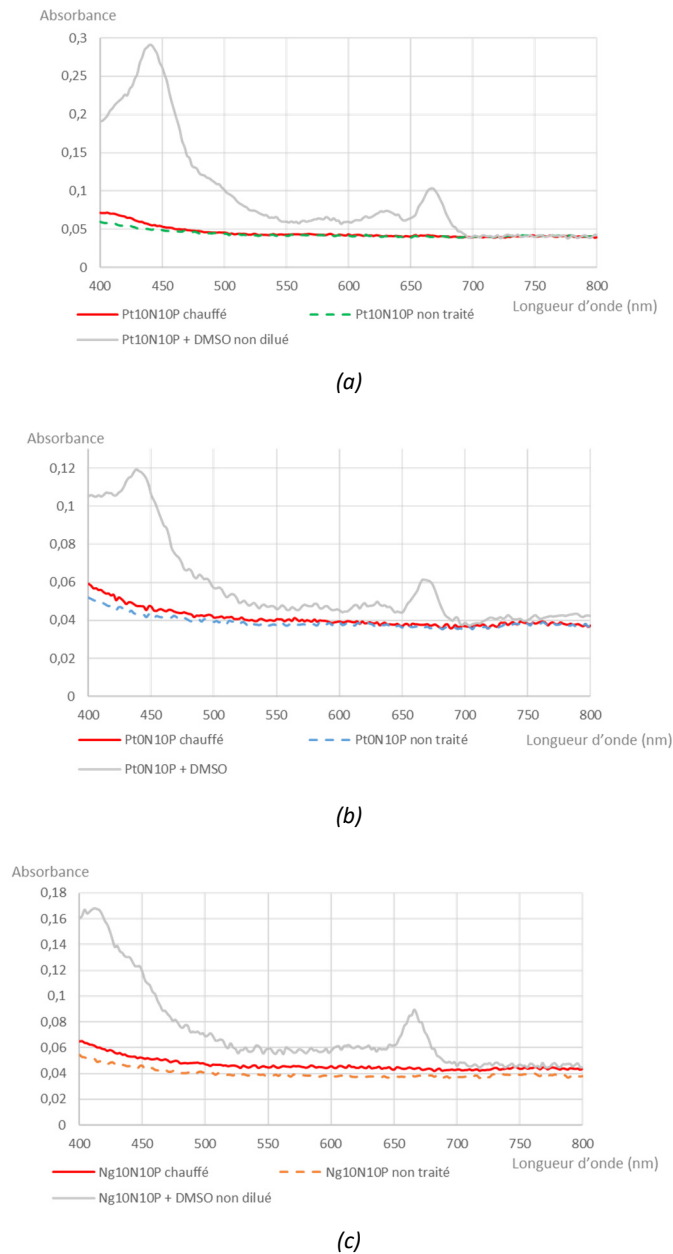 Absorbance
0,3
0,25
0,2
0,15
0,1
0,05
0
400 450 500 550 600 650 700 750 800
Longueur d'onde (nm)
Pt10N10P chauffé Pt10N10P non traité
Pt10N10P + DMSO non dilué
(a)
Absorbance
0,12
0,1
0,08
0,06
0,04
0,02
0
400 450 500 550 600 650 700 750 800
Pt0N10P chauffé Pt0N10P non traité Longueur d'onde (nm)
Pt0N10P + DMSO
(b)
Absorbance
0,18
0,16
0,14
0,12
0,1
0,08
0,06
0,04
0,02
0
400 450 500 550 600 650 700 750 800
Ng10N10P chauffé Ng10N10P non traité Longueur d'onde (nm)
Ng10N10P + DMSO non dilué
(c)